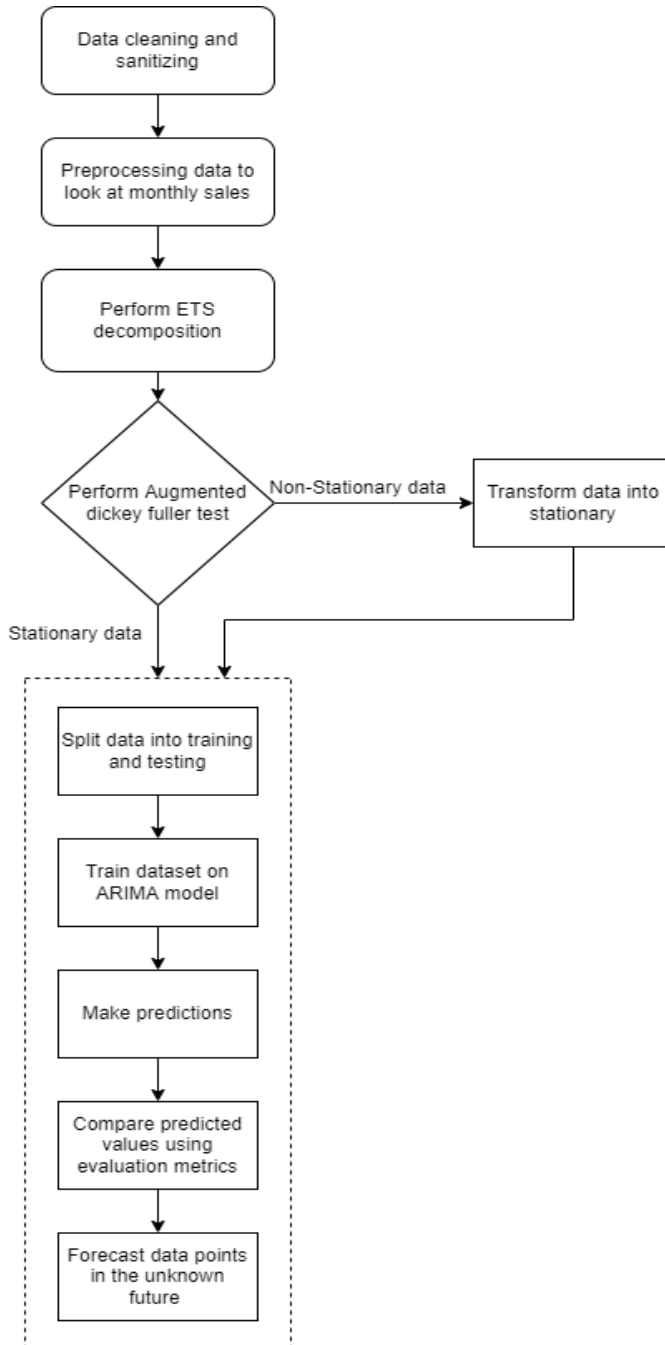 Data cleaning and
sanitizing
Preprocessing data to
look at monthly sales
Perform ETS
decomposition
Perform Augmented
dickey fuller test
Non-Stationary data
Transform data into
stationary
Stationary data
Split data into training
and testing
Train dataset on
ARIMA model
Make predictions
Compare predicted
values using
evaluation metrics
Forecast data points
in the unknown
future